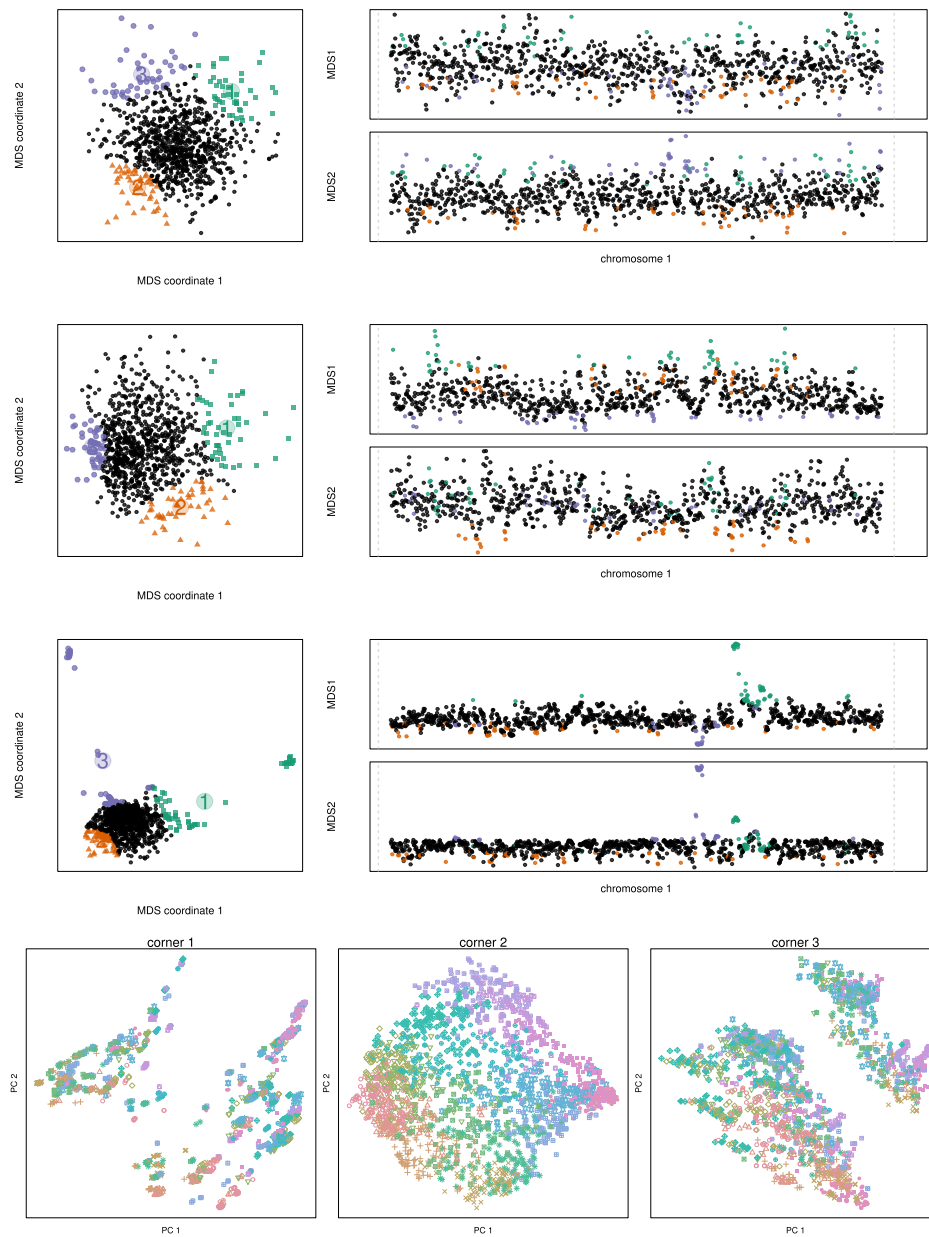 MDS coordinate 2
3
1
2
MDS coordinate 1
MDS1
MDS2
chromosome 1
MDS coordinate 2
1
2
MDS coordinate 1
MDS1
MDS2
chromosome 1
MDS coordinate 2
3
1
MDS coordinate 1
MDS1
MDS2
chromosome 1
corner 1
PC 2
PC 1
corner 2
PC 2
PC 1
corner 3
PC 2
PC 1